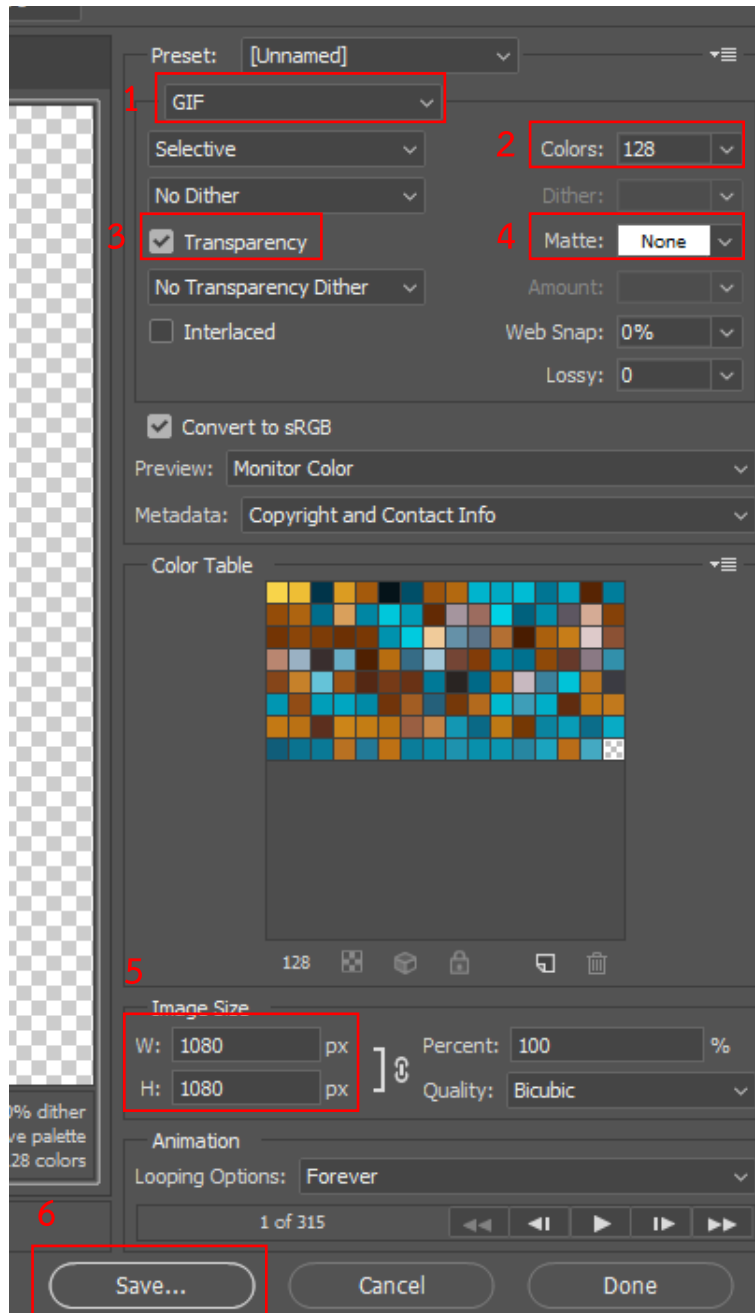 Preset: [Unnamed]
1 GIF
Selective 2 Colors: 128
No Dither Dither:
3 Transparency 4 Matte: None
No Transparency Dither Amount:
Interlaced Web Snap: 0%
Lossy: 0
Convert to sRGB
Preview: Monitor Color
Metadata: Copyright and Contact Info
Color Table
128
5
Image Size
W: 1080 px Percent: 100 %
H: 1080 px Quality: Bicubic
0% dither
ve palette
28 colors
Animation
Looping Options: Forever
6
1 of 315
Save... Cancel Done